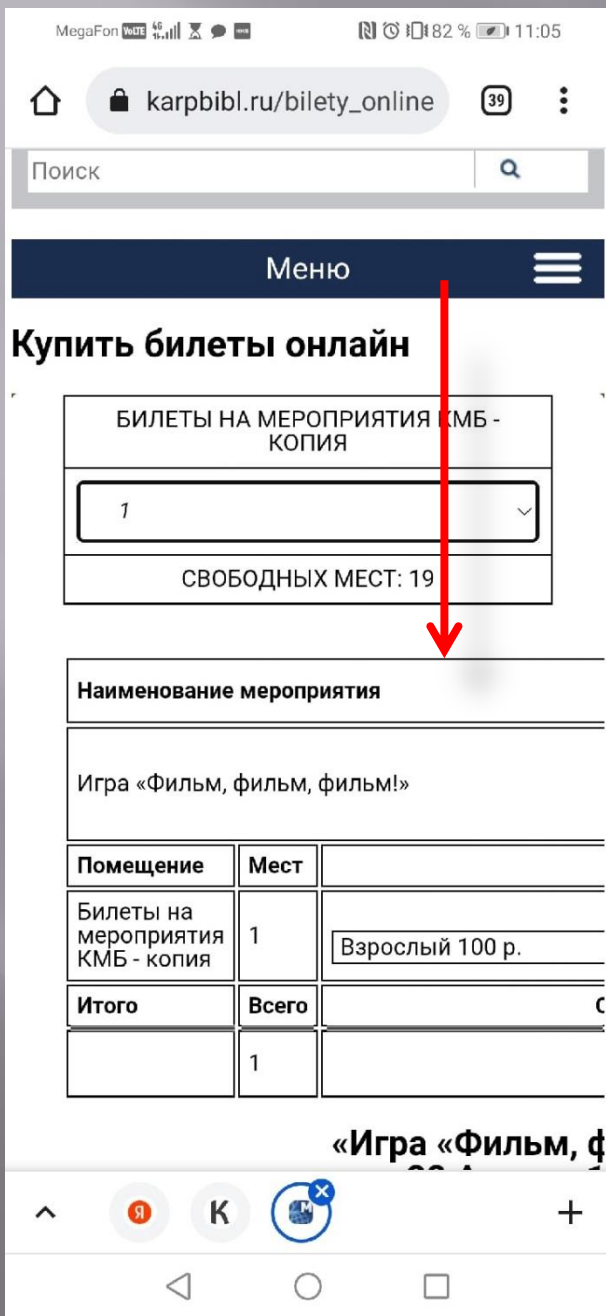 MegaFon VoLTE 4G 82 % 11:05
karpbibl.ru/bilety_online 39
Поиск
Меню
Купить билеты онлайн
БИЛЕТЫ НА МЕРОПРИЯТИЯ КМБ -
КОПИЯ
1
СВОБОДНЫХ МЕСТ: 19
Наименование мероприятия
Игра «Фильм, фильм, фильм!»
Помещение Мест
Билеты на
мероприятия
КМБ - копия
1
Взрослый 100 р.
Итого Всего
1
«Игра «Фильм, ф
Я К М